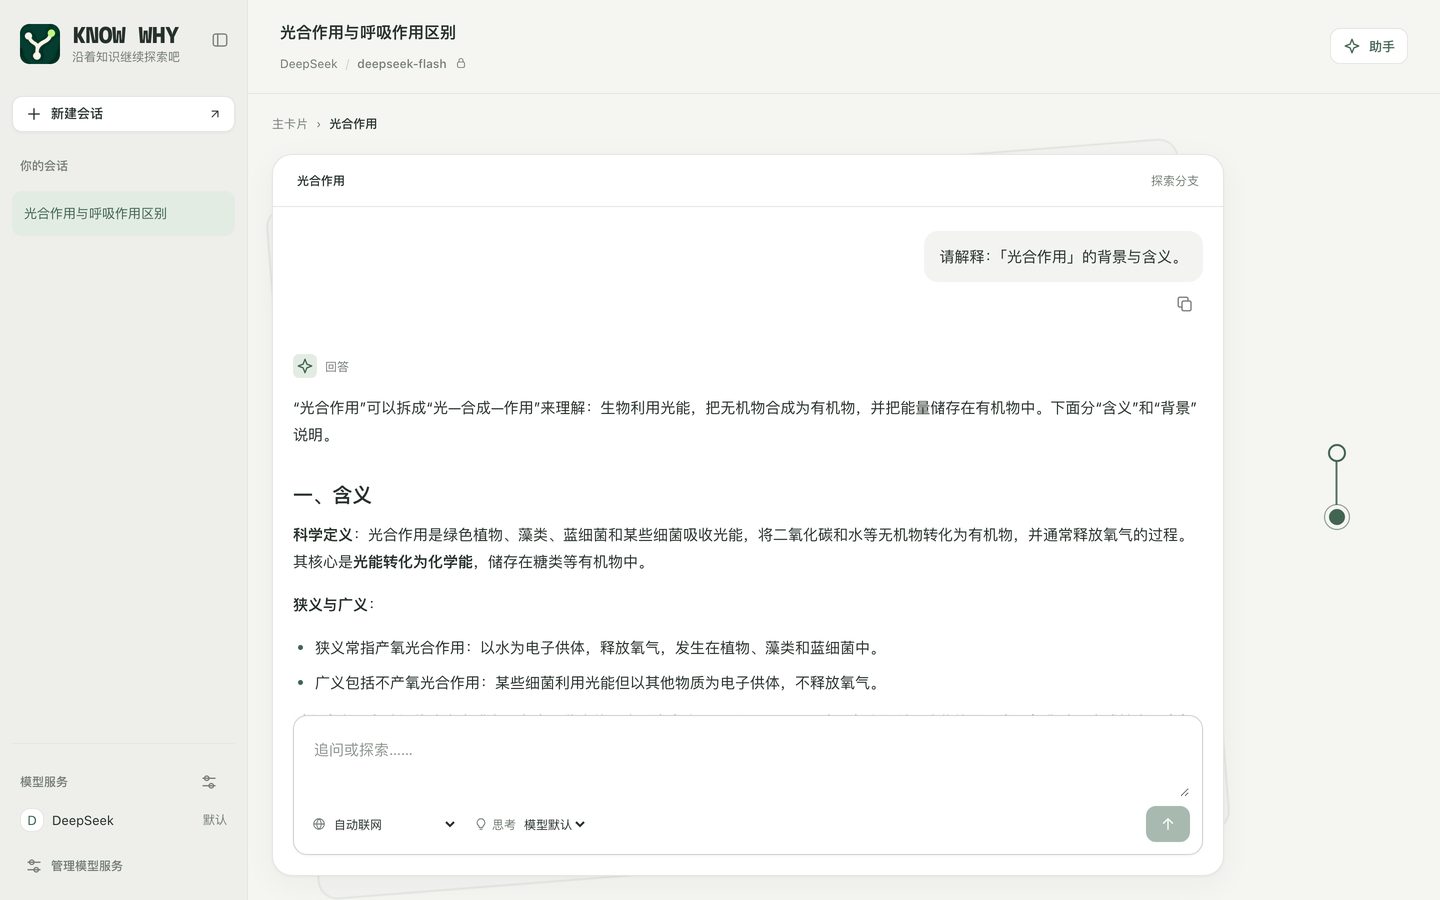 KNOW WHY
沿着知识继续探索吧
新建会话
你的会话
光合作用与呼吸作用区别
模型服务
D DeepSeek 默认
管理模型服务
光合作用与呼吸作用区别
DeepSeek / deepseek-flash
助手
主卡片 › 光合作用
光合作用 探索分支
请解释：「光合作用」的背景与含义。
回答
“光合作用”可以拆成“光—合成—作用”来理解：生物利用光能，把无机物合成为有机物，并把能量储存在有机物中。下面分“含义”和“背景”
说明。
一、含义
科学定义：光合作用是绿色植物、藻类、蓝细菌和某些细菌吸收光能，将二氧化碳和水等无机物转化为有机物，并通常释放氧气的过程。
其核心是光能转化为化学能，储存在糖类等有机物中。
狭义与广义：
• 狭义常指产氧光合作用：以水为电子供体，释放氧气，发生在植物、藻类和蓝细菌中。
• 广义包括不产氧光合作用：某些细菌利用光能但以其他物质为电子供体，不释放氧气。
追问或探索……
自动联网 思考 模型默认